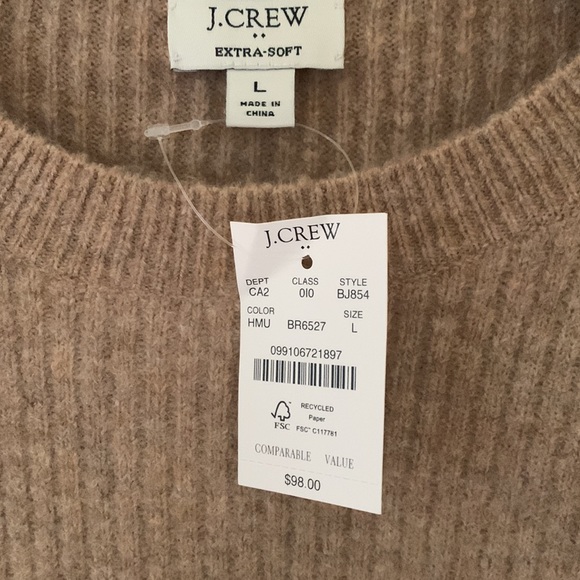 J.CREW
EXTRA-SOFT
L
MADE IN
CHINA
J.CREW
DEPT CLASS STYLE
CA2 0I0 BJ854
COLOR SIZE
HMU BR6527 L
099106721897
RECYCLED
Paper
FSC FSC® C117781
COMPARABLE VALUE
$98.00